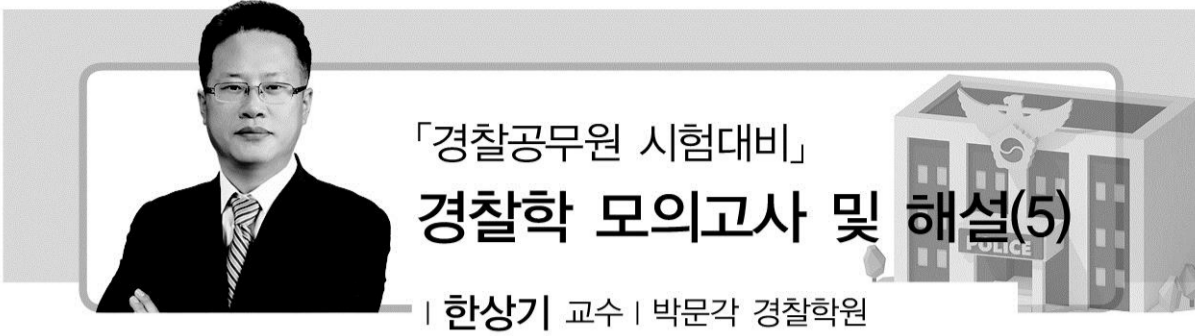 「경찰공무원 시험대비」
경찰학 모의고사 및 해설(5)
POLICE
| 한상기 교수 | 박문각 경찰학원